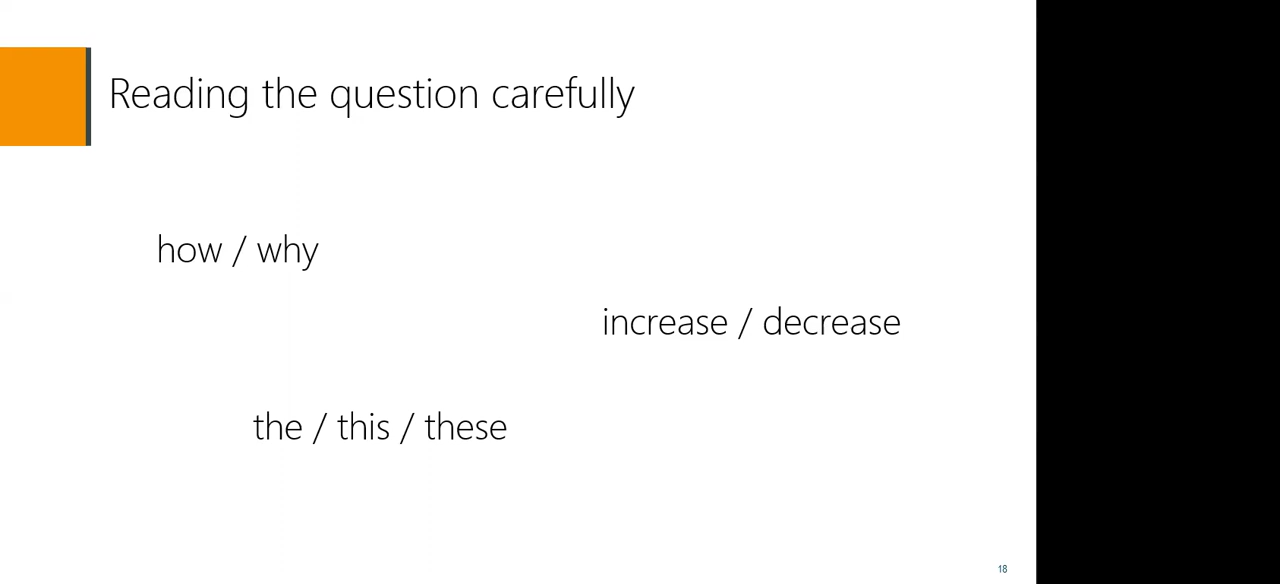 Reading the question carefully
how / why
increase / decrease
the / this / these
18